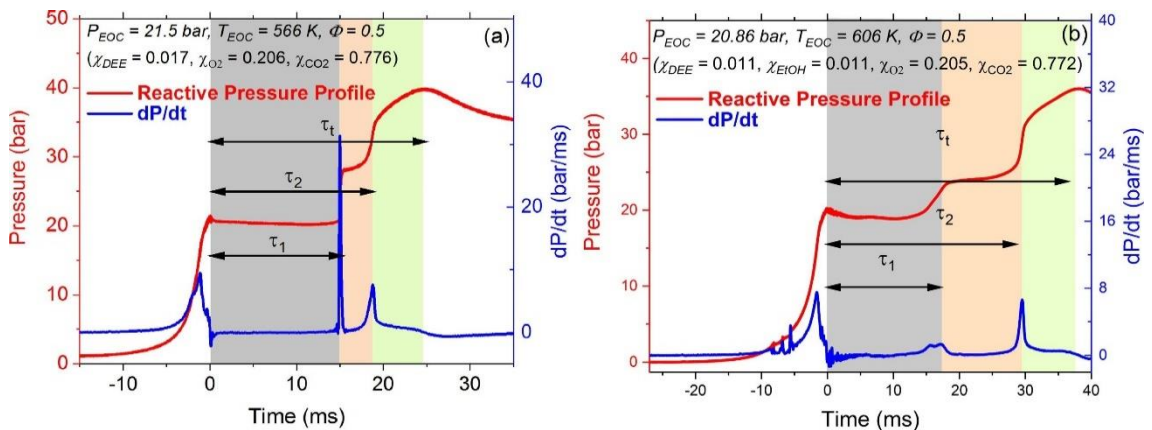 P_EOC = 21.5 bar, T_EOC = 566 K, Φ = 0.5
(a)
(χ_DEE = 0.017, χ_O2 = 0.206, χ_CO2 = 0.776)
Reactive Pressure Profile
dP/dt
τ_t
τ_2
τ_1
Pressure (bar)
50
40
30
20
10
0
dP/dt (bar/ms)
40
20
0
-10
0
10
20
30
Time (ms)
P_EOC = 20.86 bar, T_EOC = 606 K, Φ = 0.5
(b)
(χ_DEE = 0.011, χ_EtOH = 0.011, χ_O2 = 0.205, χ_CO2 = 0.772)
Reactive Pressure Profile
dP/dt
τ_t
τ_2
τ_1
Pressure (bar)
45
30
15
0
dP/dt (bar/ms)
40
32
24
16
8
0
-20
-10
0
10
20
30
40
Time (ms)